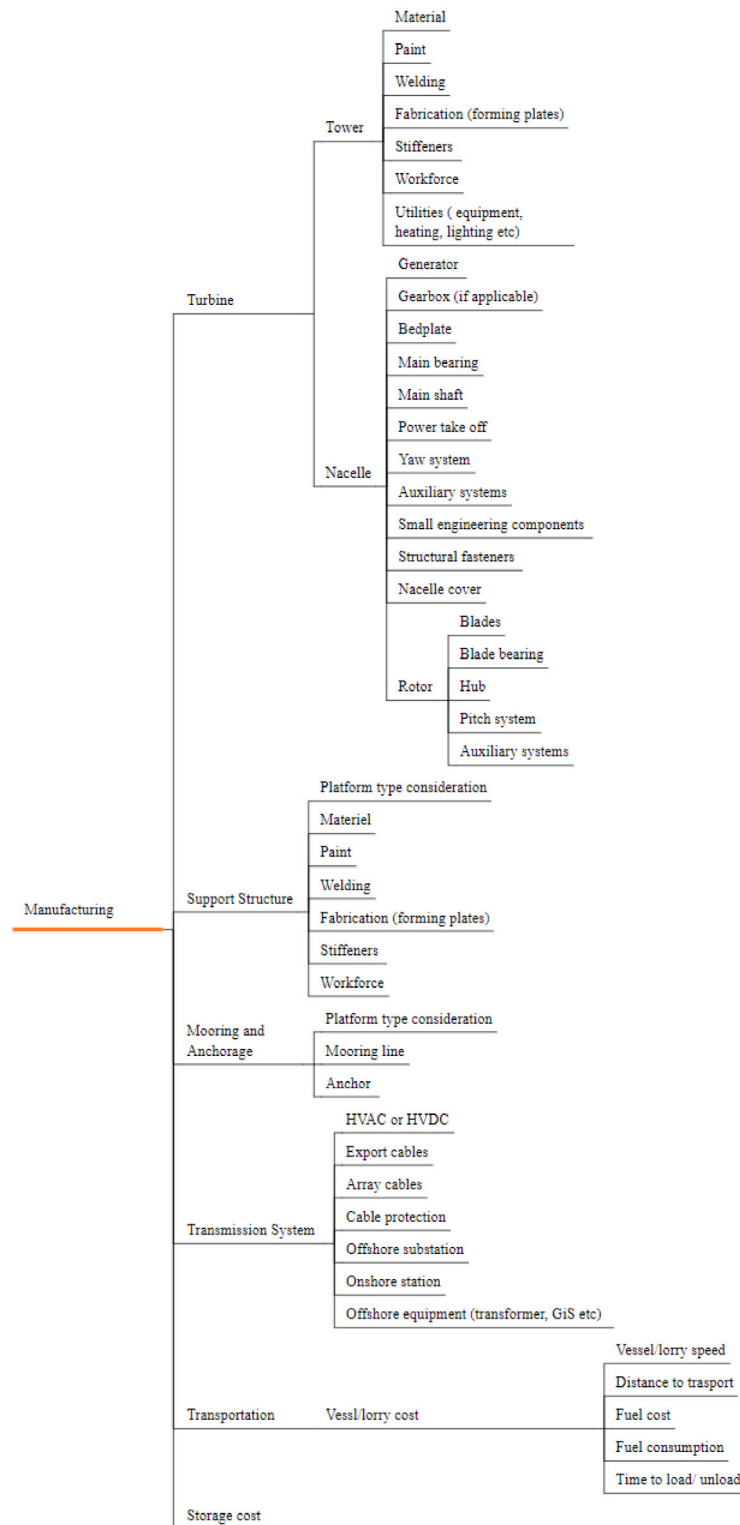 Material
Paint
Welding
Fabrication (forming plates)
Tower
Stiffeners
Workforce
Utilities ( equipment,
heating, lighting etc)
Generator
Turbine
Gearbox (if applicable)
Bedplate
Main bearing
Main shaft
Power take off
Yaw system
Nacelle
Auxiliary systems
Small engineering components
Structural fasteners
Nacelle cover
Blades
Blade bearing
Rotor
Hub
Pitch system
Auxiliary systems
Platform type consideration
Materiel
Paint
Welding
Support Structure
Manufacturing
Fabrication (forming plates)
Stiffeners
Workforce
Platform type consideration
Mooring and
Anchorage
Mooring line
Anchor
HVAC or HVDC
Export cables
Array cables
Cable protection
Transmission System
Offshore substation
Onshore station
Offshore equipment (transformer, GiS etc)
Vessel/lorry speed
Distance to trasport
Transportation
Vessl/lorry cost
Fuel cost
Fuel consumption
Time to load/ unload
Storage cost